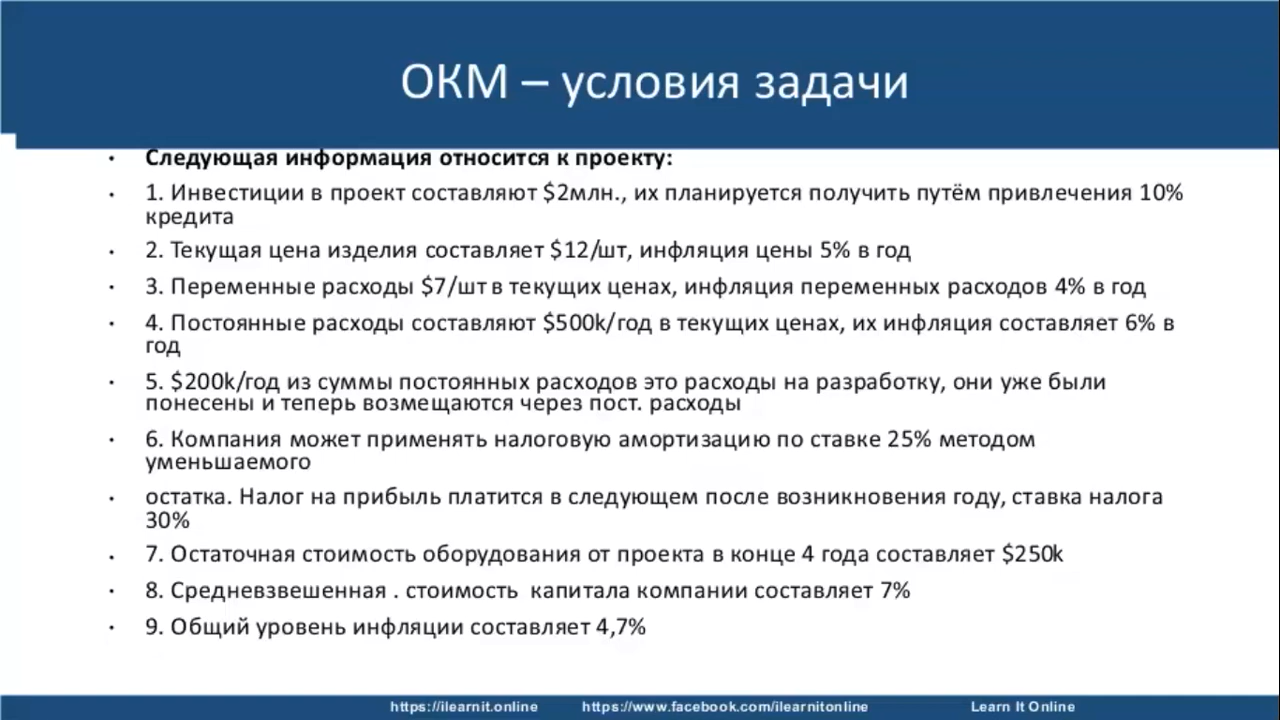 ОКМ – условия задачи
• Следующая информация относится к проекту:
• 1. Инвестиции в проект составляют $2млн., их планируется получить путём привлечения 10%
кредита
• 2. Текущая цена изделия составляет $12/шт, инфляция цены 5% в год
• 3. Переменные расходы $7/шт в текущих ценах, инфляция переменных расходов 4% в год
• 4. Постоянные расходы составляют $500k/год в текущих ценах, их инфляция составляет 6% в
год
• 5. $200k/год из суммы постоянных расходов это расходы на разработку, они уже были
понесены и теперь возмещаются через пост. расходы
• 6. Компания может применять налоговую амортизацию по ставке 25% методом
уменьшаемого
• остатка. Налог на прибыль платится в следующем после возникновения году, ставка налога
30%
• 7. Остаточная стоимость оборудования от проекта в конце 4 года составляет $250k
• 8. Средневзвешенная . стоимость капитала компании составляет 7%
• 9. Общий уровень инфляции составляет 4,7%
https://ilearnit.online https://www.facebook.com/ilearnitonline Learn It Online